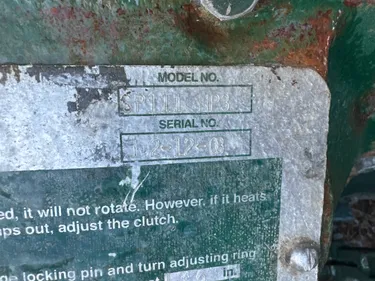 MODEL NO.
SERIAL NO.
ed, it will not rotate. However, if it heats
ps out, adjust the clutch.
ne locking pin and turn adjusting ring